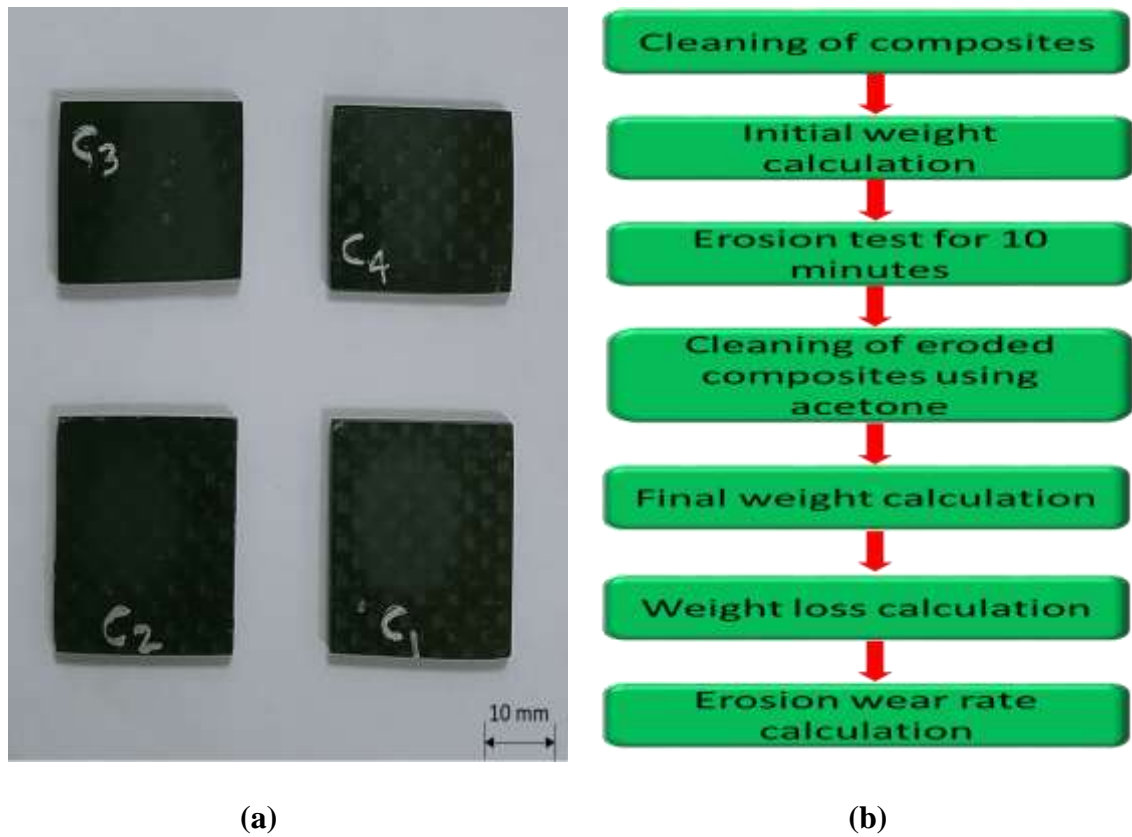 C3
C4
C2
C1
10 mm
(a)
Cleaning of composites
Initial weight
calculation
Erosion test for 10
minutes
Cleaning of eroded
composites using
acetone
Final weight calculation
Weight loss calculation
Erosion wear rate
calculation
(b)